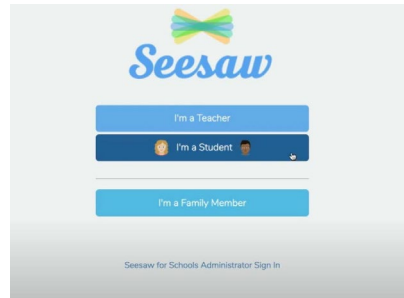 Seesaw
I'm a Teacher
I'm a Student
I'm a Family Member
Seesaw for Schools Administrator Sign In